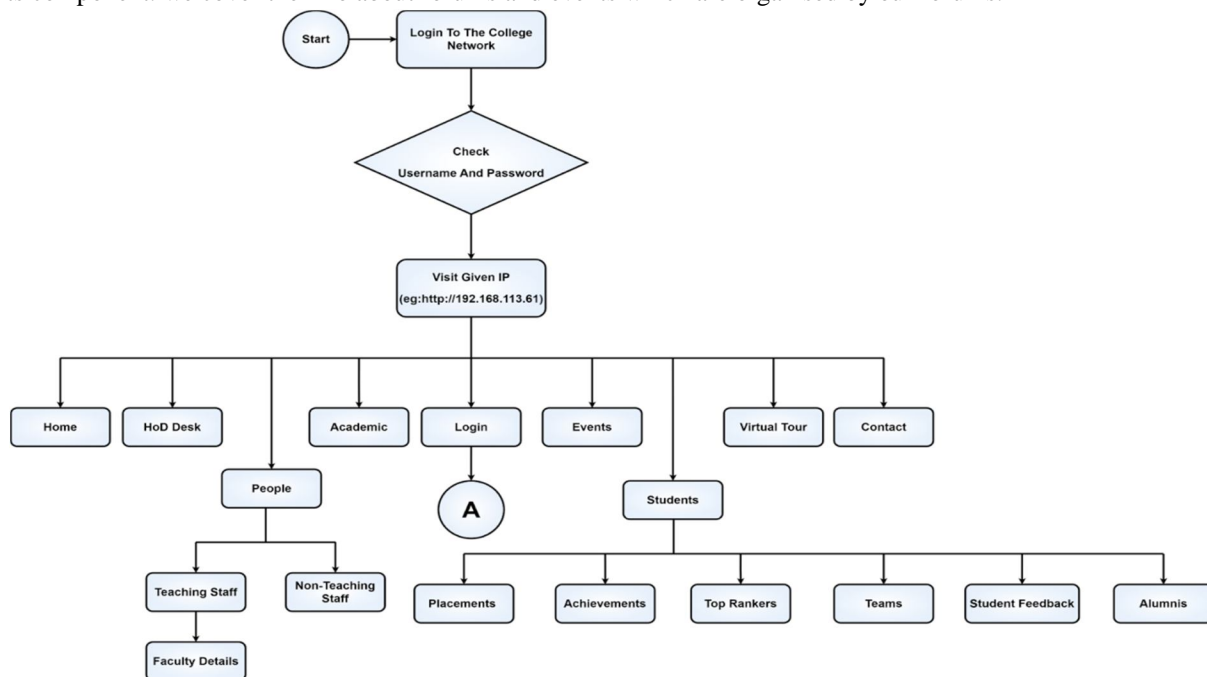 Start
Login To The College
Network
Check
Username And Password
Visit Given IP
(eg:http://192.168.113.61)
Home
HoD Desk
Academic
Login
Events
Virtual Tour
Contact
People
A
Students
Teaching Staff
Non-Teaching
Staff
Placements
Achievements
Top Rankers
Teams
Student Feedback
Alumnis
Faculty Details